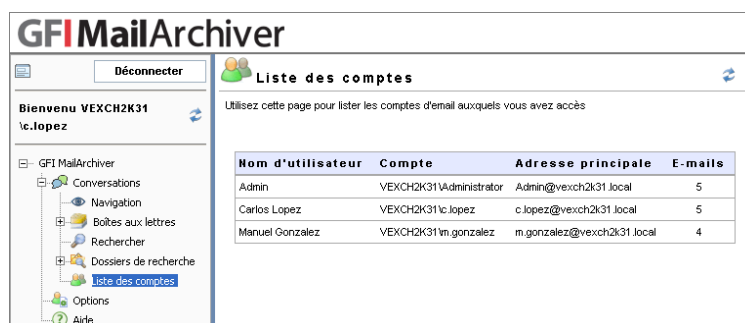 GFI MailArchiver
Déconnecter
Bienvenu VEXCH2K31
\c.lopez
GFI MailArchiver
Conversations
Navigation
Boîtes aux lettres
Rechercher
Dossiers de recherche
Liste des comptes
Options
Aide
Liste des comptes
Utilisez cette page pour lister les comptes d'email auxquels vous avez accès
Nom d'utilisateur Compte Adresse principale E-mails
Admin VEXCH2K31\Administrator Admin@vexch2k31.local 5
Carlos Lopez VEXCH2K31\c.lopez c.lopez@vexch2k31.local 5
Manuel Gonzalez VEXCH2K31\m.gonzalez m.gonzalez@vexch2k31.local 4